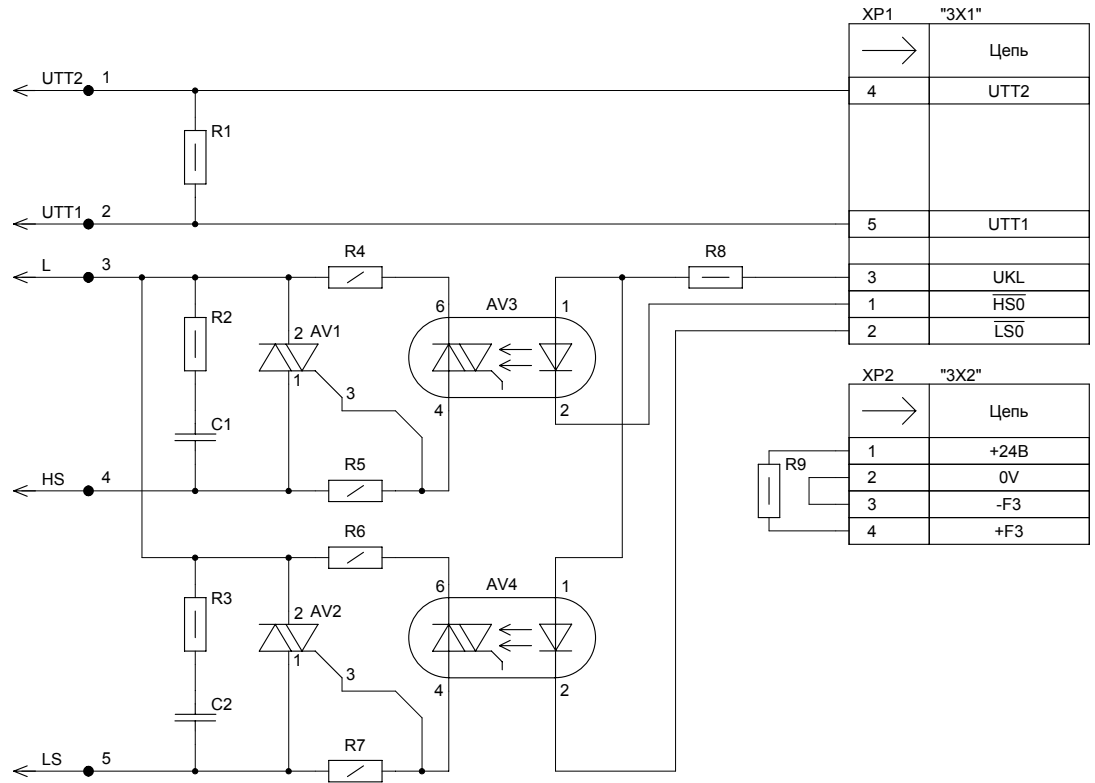 XP1 "3X1"
Цепь
UTT2 1
4 UTT2
R1
UTT1 2
5 UTT1
L 3
R4
R8
3 UKL
6 AV3 1
1 HS0
R2
2 AV1
2 LS0
1
3
XP2 "3X2"
4 2
Цепь
C1
R5
1 +24В
R9
HS 4
2 0V
3 -F3
R6
4 +F3
6 AV4 1
R3
2 AV2
1
3
4 2
C2
R7
LS 5